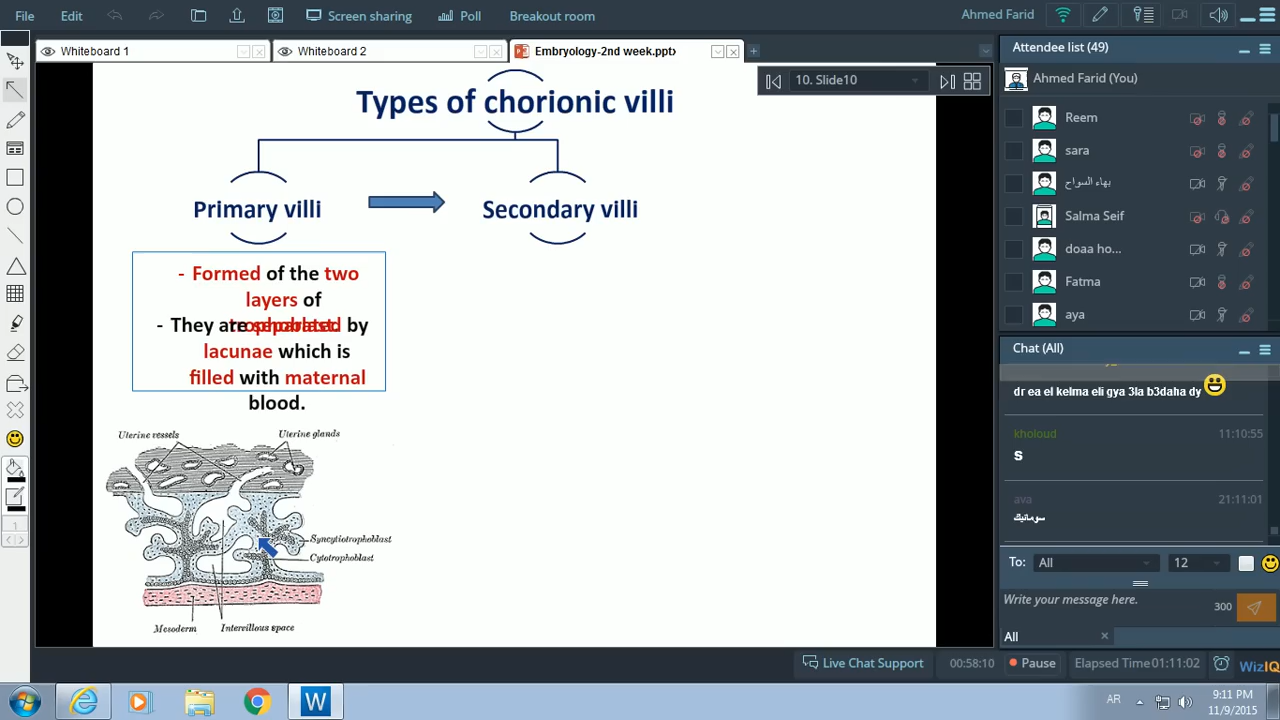 File
Edit
Screen sharing
Poll
Breakout room
Ahmed Farid
Whiteboard 1
Whiteboard 2
Embryology-2nd week.ppt
10. Slide10
Types of chorionic villi
Primary villi
Secondary villi
- Formed of the two
layers of
trophoblast.
- They are separated by
lacunae which is
filled with maternal
blood.
Uterine vessels
Uterine glands
Syncytiotrophoblast
Cytotrophoblast
Mesoderm
Intervillous space
Attendee list (49)
Ahmed Farid (You)
Reem
sara
بهاء السراح
Salma Seif
doaa ho...
Fatma
aya
Chat (All)
dr ea el kelma eli gya 3la b3daha dy
kholoud
11:10:55
S
aya
21:11:01
سوماتيك
To:
All
12
Write your message here.
300
All
1
Live Chat Support
00:58:10
Pause
Elapsed Time
01:11:02
WizIQ
W
AR
9:11 PM
11/9/2015